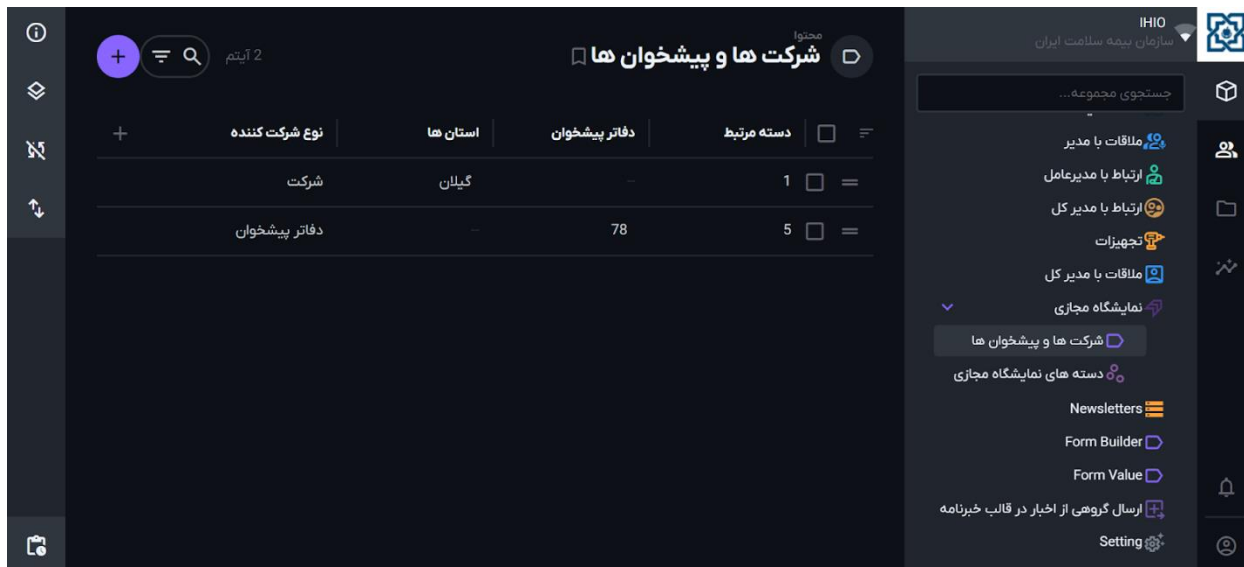 IHIO
سازمان بیمه سلامت ایران
جستجوی مجموعه...
ملاقات با مدیر
ارتباط با مدیرعامل
ارتباط با مدیر کل
تجهیزات
ملاقات با مدیر کل
نمایشگاه مجازی
شرکت ها و پیشخوان ها
دسته های نمایشگاه مجازی
Newsletters
Form Builder
Form Value
ارسال گروهی از اخبار در قالب خبرنامه
Setting
محتوا
شرکت ها و پیشخوان ها
2 آیتم
دسته مرتبط دفاتر پیشخوان استان ها نوع شرکت کننده
1 -- گیلان شرکت
5 78 -- دفاتر پیشخوان